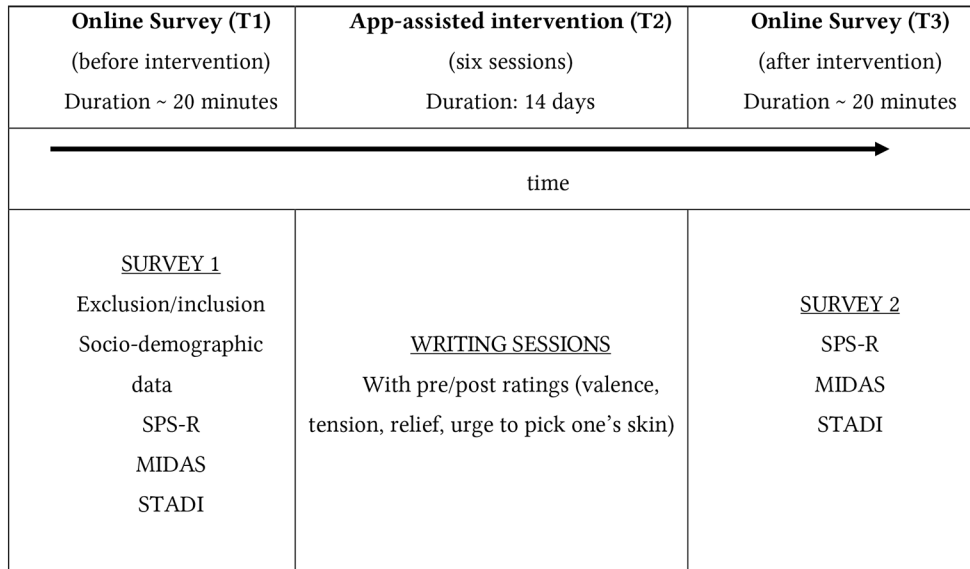 Online Survey (T1)
(before intervention)
Duration ~ 20 minutes
App-assisted intervention (T2)
(six sessions)
Duration: 14 days
Online Survey (T3)
(after intervention)
Duration ~ 20 minutes
time
SURVEY 1
Exclusion/inclusion
Socio-demographic
data
SPS-R
MIDAS
STADI
WRITING SESSIONS
With pre/post ratings (valence,
tension, relief, urge to pick one’s skin)
SURVEY 2
SPS-R
MIDAS
STADI